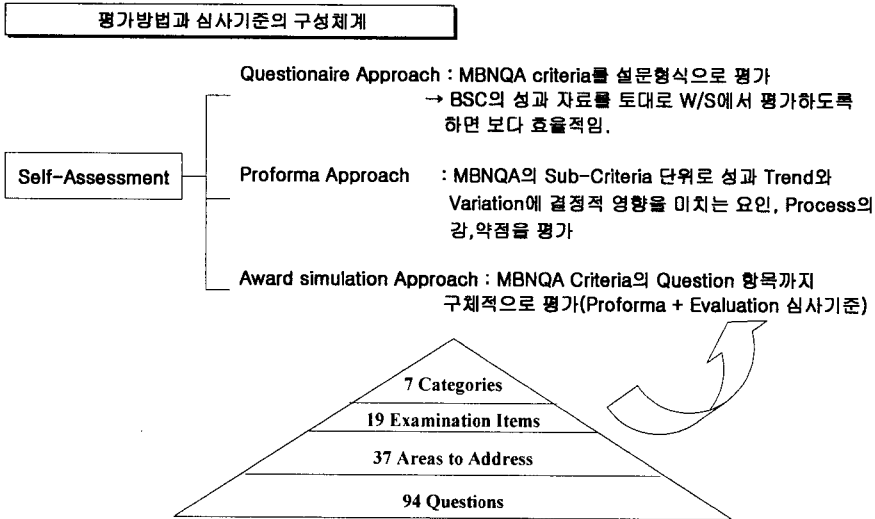 평가방법과 심사기준의 구성체계
Questionaire Approach : MBNQA criteria를 설문형식으로 평가
→ BSC의 성과 자료를 토대로 W/S에서 평가하도록
하면 보다 효율적임.
Self-Assessment
Proforma Approach : MBNQA의 Sub-Criteria 단위로 성과 Trend와
Variation에 결정적 영향을 미치는 요인, Process의
강,약점을 평가
Award simulation Approach : MBNQA Criteria의 Question 항목까지
구체적으로 평가(Proforma + Evaluation 심사기준)
7 Categories
19 Examination Items
37 Areas to Address
94 Questions